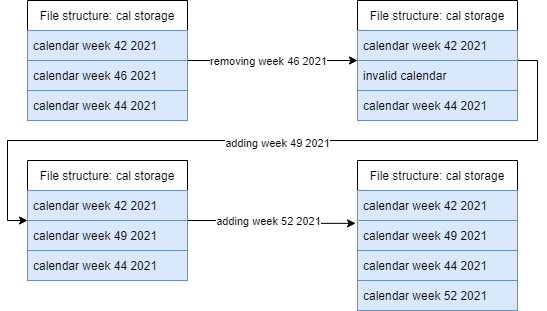 File structure: cal storage
calendar week 42 2021
calendar week 46 2021
calendar week 44 2021
removing week 46 2021
File structure: cal storage
calendar week 42 2021
invalid calendar
calendar week 44 2021
adding week 49 2021
File structure: cal storage
calendar week 42 2021
calendar week 49 2021
calendar week 44 2021
adding week 52 2021
File structure: cal storage
calendar week 42 2021
calendar week 49 2021
calendar week 44 2021
calendar week 52 2021